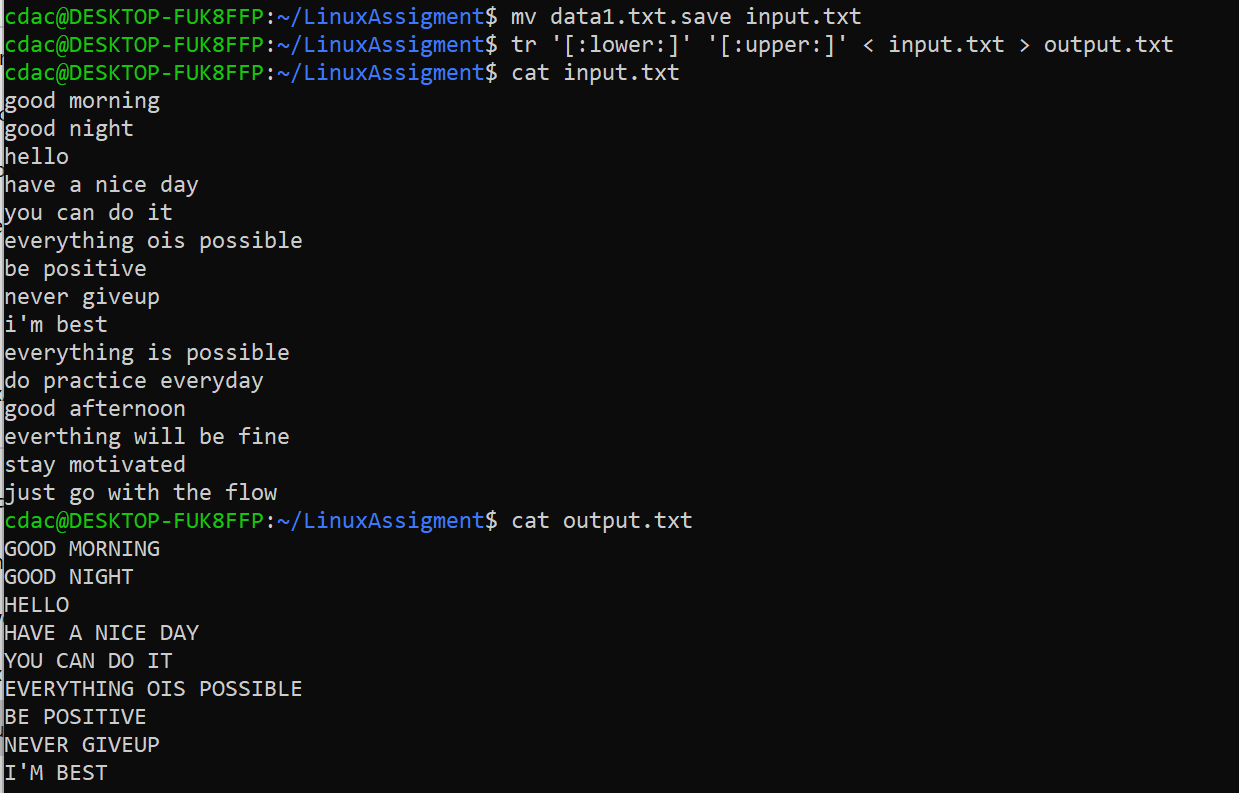 cdac@DESKTOP-FUK8FFP:~/LinuxAssigment$ mv data1.txt.save input.txt
cdac@DESKTOP-FUK8FFP:~/LinuxAssigment$ tr '[:lower:]' '[:upper:]' < input.txt > output.txt
cdac@DESKTOP-FUK8FFP:~/LinuxAssigment$ cat input.txt
good morning
good night
hello
have a nice day
you can do it
everything ois possible
be positive
never giveup
i'm best
everything is possible
do practice everyday
good afternoon
everthing will be fine
stay motivated
just go with the flow
cdac@DESKTOP-FUK8FFP:~/LinuxAssigment$ cat output.txt
GOOD MORNING
GOOD NIGHT
HELLO
HAVE A NICE DAY
YOU CAN DO IT
EVERYTHING OIS POSSIBLE
BE POSITIVE
NEVER GIVEUP
I'M BEST